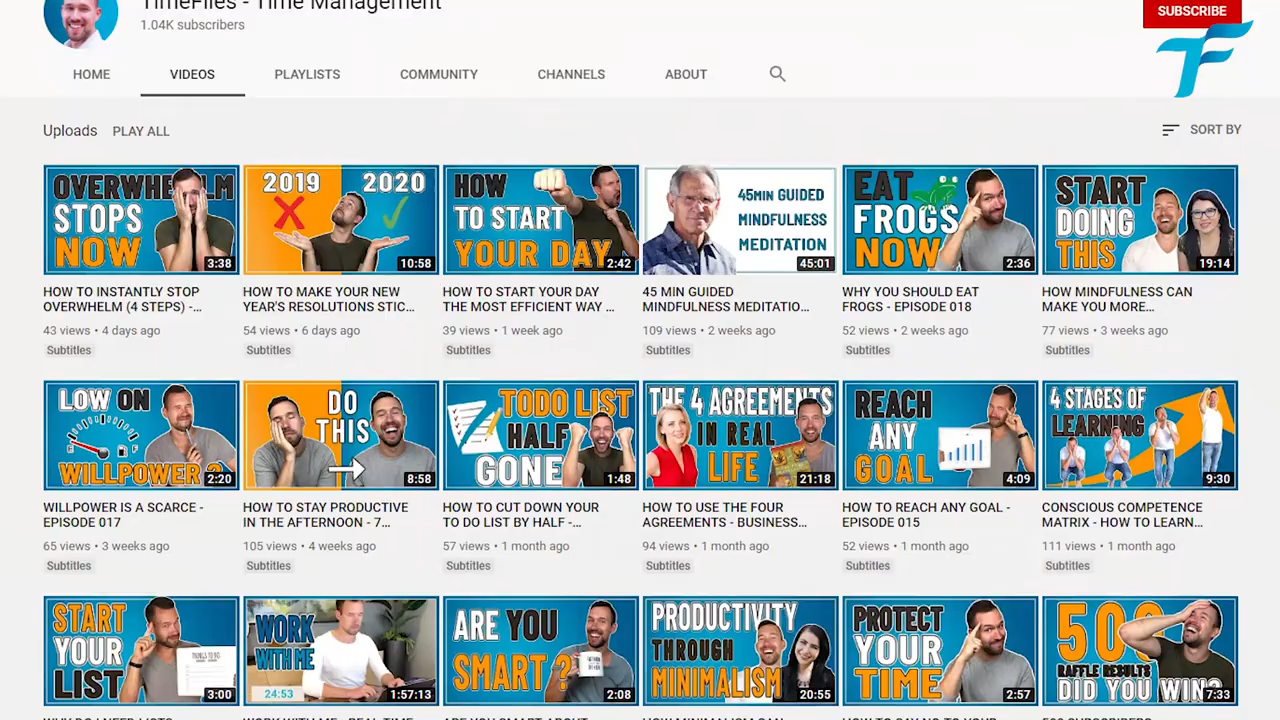 TimeFlies - Time Management
1.04K subscribers
SUBSCRIBE
TF
HOME VIDEOS PLAYLISTS COMMUNITY CHANNELS ABOUT
Uploads PLAY ALL SORT BY
OVERWHELM
STOPS
NOW
3:38
2019 2020
10:58
HOW
TO START
YOUR DAY
2:42
45MIN GUIDED
MINDFULNESS
MEDITATION
45:01
EAT
FROGS
NOW
2:36
START
DOING
THIS
19:14
HOW TO INSTANTLY STOP
OVERWHELM (4 STEPS) -...
43 views • 4 days ago
Subtitles
HOW TO MAKE YOUR NEW
YEAR'S RESOLUTIONS STIC...
54 views • 6 days ago
Subtitles
HOW TO START YOUR DAY
THE MOST EFFICIENT WAY ...
39 views • 1 week ago
Subtitles
45 MIN GUIDED
MINDFULNESS MEDITATIO...
109 views • 2 weeks ago
Subtitles
WHY YOU SHOULD EAT
FROGS - EPISODE 018
52 views • 2 weeks ago
Subtitles
HOW MINDFULNESS CAN
MAKE YOU MORE...
77 views • 3 weeks ago
Subtitles
LOW ON
WILLPOWER?
2:20
DO
THIS
8:58
TODO LIST
HALF
GONE
1:48
THE 4 AGREEMENTS
IN REAL
LIFE
21:18
REACH
ANY
GOAL
4:09
4 STAGES OF
LEARNING
9:30
WILLPOWER IS A SCARCE -
EPISODE 017
65 views • 3 weeks ago
Subtitles
HOW TO STAY PRODUCTIVE
IN THE AFTERNOON - 7...
105 views • 4 weeks ago
Subtitles
HOW TO CUT DOWN YOUR
TO DO LIST BY HALF -...
57 views • 1 month ago
Subtitles
HOW TO USE THE FOUR
AGREEMENTS - BUSINESS...
94 views • 1 month ago
Subtitles
HOW TO REACH ANY GOAL -
EPISODE 015
52 views • 1 month ago
Subtitles
CONSCIOUS COMPETENCE
MATRIX - HOW TO LEARN...
111 views • 1 month ago
Subtitles
START
YOUR
LIST
THINGS TO DO
3:00
WORK
WITH ME
24:53
1:57:13
ARE YOU
SMART ?
2:08
PRODUCTIVITY
THROUGH
MINIMALISM
20:55
PROTECT
YOUR
TIME
2:57
500
RAFFLE RESULTS
DID YOU WIN?
7:33